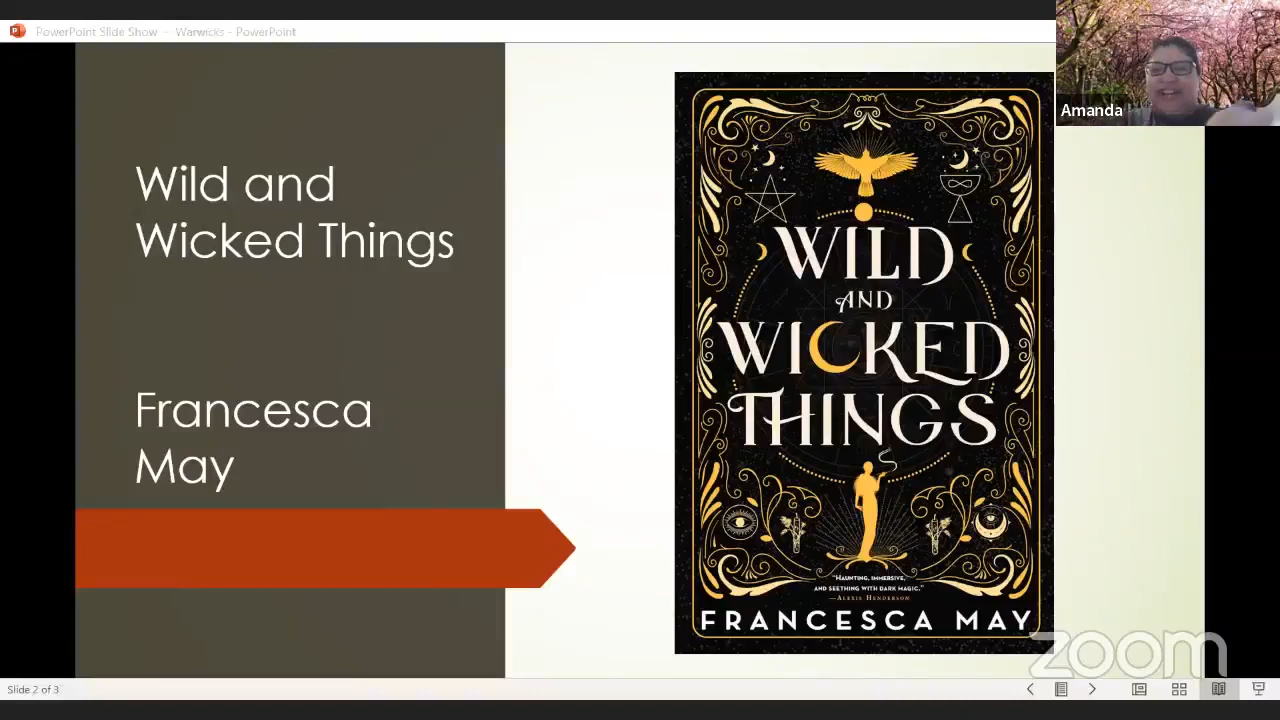 PowerPoint Slide Show - Warwicks - PowerPoint
Amanda
Wild and
Wicked Things
Francesca
May
WILD
AND
WICKED
THINGS
"HAUNTING, IMMERSIVE,
AND SEETHING WITH DARK MAGIC."
—ALEXIS HENDERSON
FRANCESCA MAY
zoom
Slide 2 of 3